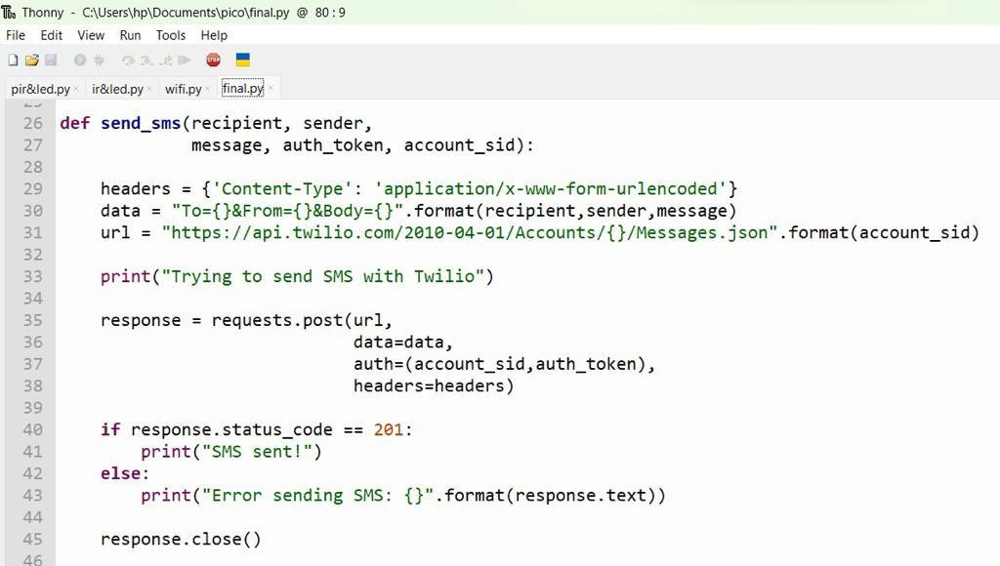 Thonny - C:\Users\hp\Documents\pico\final.py @ 80 : 9
File Edit View Run Tools Help
STOP
pir&led.py × ir&led.py × wifi.py × final.py ×
26 def send_sms(recipient, sender,
27 message, auth_token, account_sid):
28
29 headers = {'Content-Type': 'application/x-www-form-urlencoded'}
30 data = "To={}&From={}&Body={}".format(recipient,sender,message)
31 url = "https://api.twilio.com/2010-04-01/Accounts/{}/Messages.json".format(account_sid)
32
33 print("Trying to send SMS with Twilio")
34
35 response = requests.post(url,
36 data=data,
37 auth=(account_sid,auth_token),
38 headers=headers)
39
40 if response.status_code == 201:
41 print("SMS sent!")
42 else:
43 print("Error sending SMS: {}".format(response.text))
44
45 response.close()
46